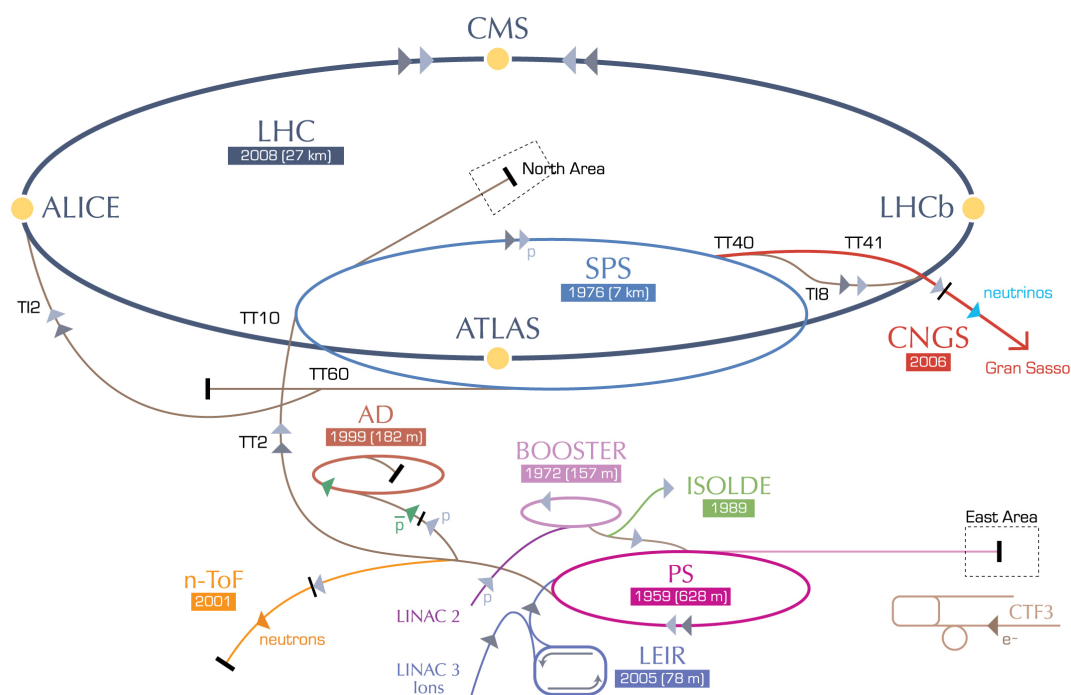 CMS
LHC
2008 (27 km)
North Area
ALICE
LHCb
TT40
TT41
SPS
1976 (7 km)
p
TI8
neutrinos
TI2
TT10
ATLAS
CNGS
2006
Gran Sasso
TT60
AD
1999 (182 m)
TT2
BOOSTER
1972 (157 m)
ISOLDE
1989
East Area
p̅
p
n-ToF
2001
neutrons
LINAC 2
p
PS
1959 (628 m)
CTF3
e-
LINAC 3
Ions
LEIR
2005 (78 m)